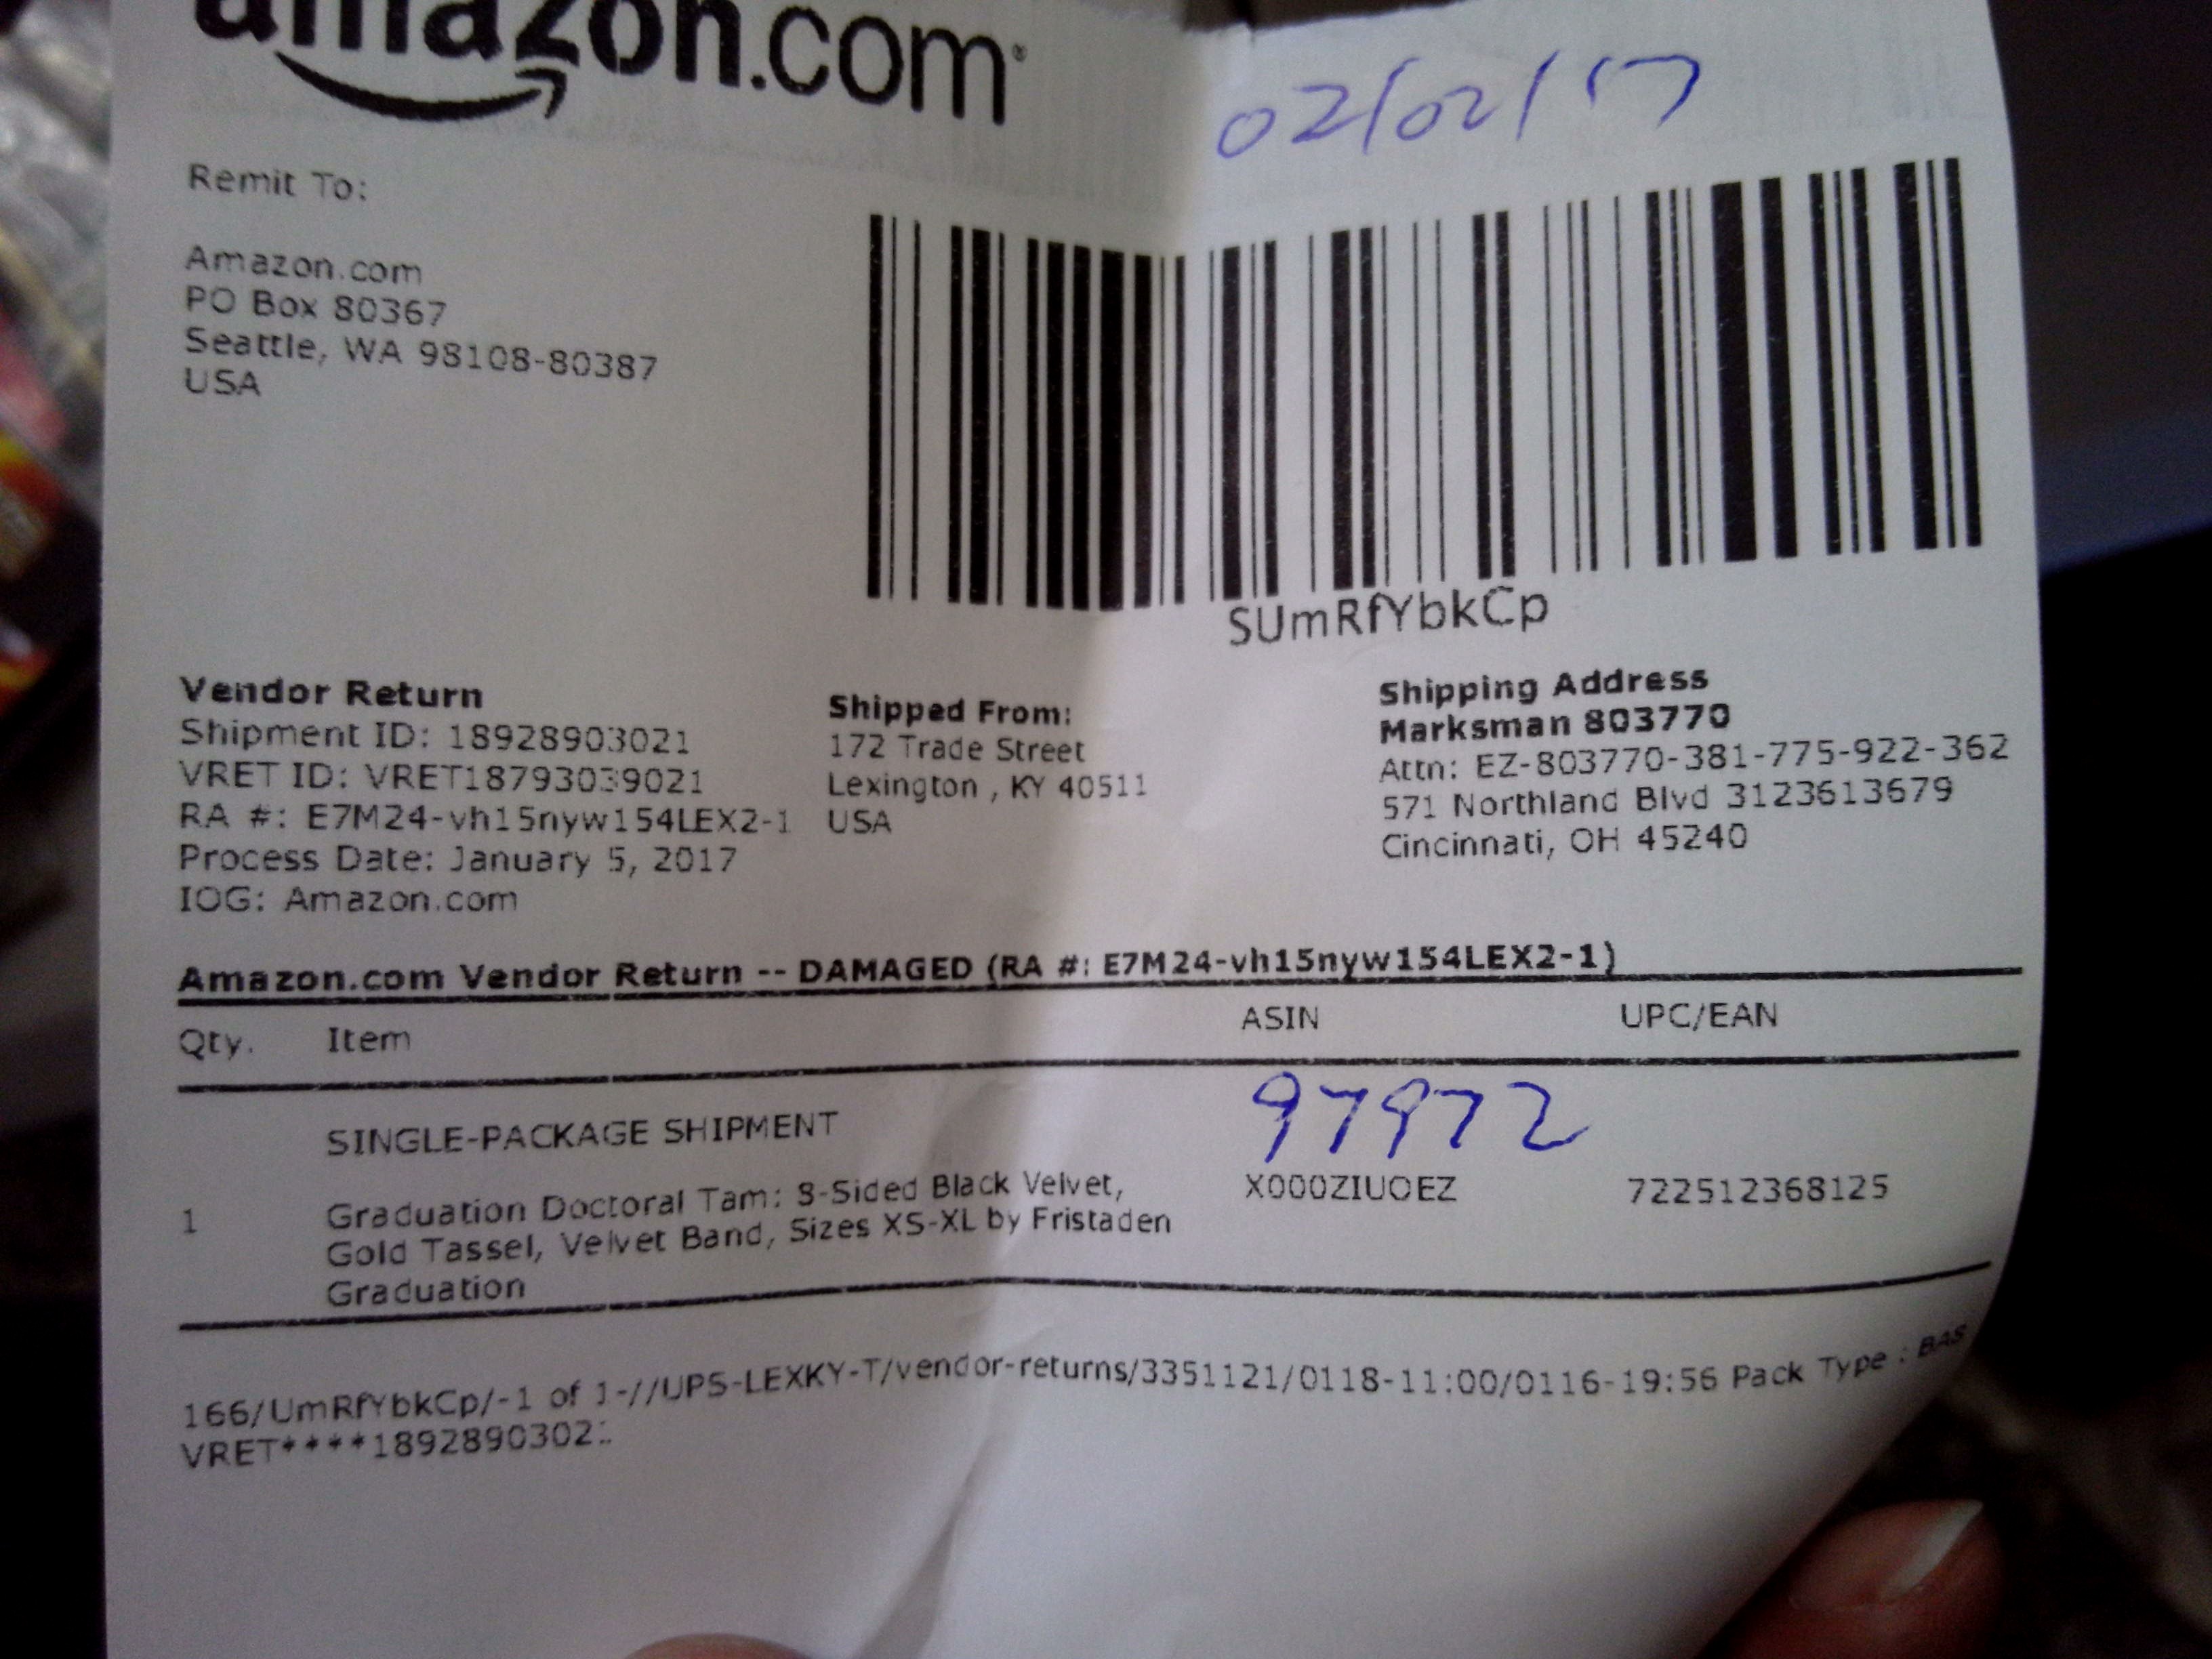 amazon.com
02/02/17
Remit To:
Amazon.com
PO Box 80367
Seattle, WA 98108-80387
USA
SUmRfYbkCp
Vendor Return
Shipment ID: 18928903021
VRET ID: VRET18793039021
RA #: E7M24-vh15nyw154LEX2-1
Process Date: January 5, 2017
IOG: Amazon.com
Shipped From:
172 Trade Street
Lexington , KY 40511
USA
Shipping Address
Marksman 803770
Attn: EZ-803770-381-775-922-362
571 Northland Blvd 3123613679
Cincinnati, OH 45240
Amazon.com Vendor Return -- DAMAGED (RA #: E7M24-vh15nyw154LEX2-1)
Qty. Item ASIN UPC/EAN
SINGLE-PACKAGE SHIPMENT 97972
1 Graduation Doctoral Tam: 8-Sided Black Velvet, X000ZIUOEZ 722512368125
Gold Tassel, Velvet Band, Sizes XS-XL by Fristaden
Graduation
166/UmRfYbkCp/-1 of 1-//UPS-LEXKY-T/vendor-returns/3351121/0118-11:00/0116-19:56 Pack Type : BAS
VRET****18928903021